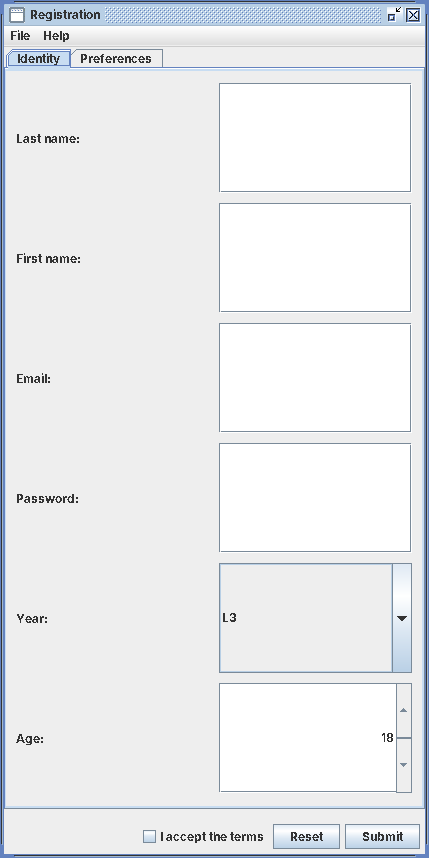 Registration
File Help
Identity Preferences
Last name:
First name:
Email:
Password:
Year: L3
Age: 18
I accept the terms Reset Submit